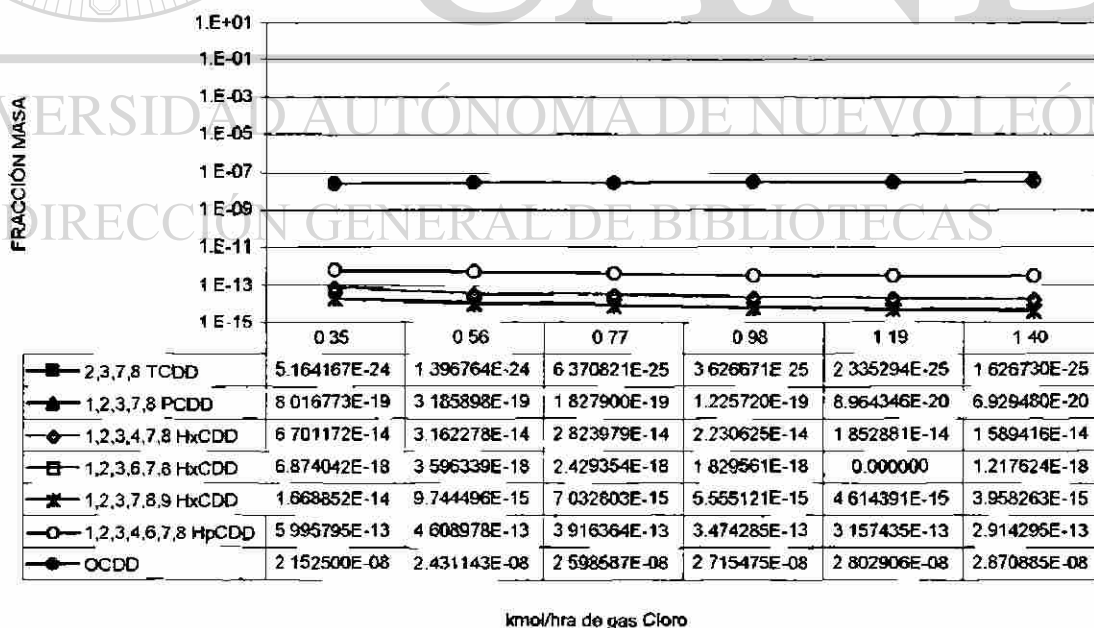 1.E+01
1.E-01
1.E-03
1.E-05
1.E-07
1.E-09
1.E-11
1.E-13
1.E-15
FRACCIÓN MASA
UNIVERSIDAD AUTÓNOMA DE NUEVO LEÓN
DIRECCIÓN GENERAL DE BIBLIOTECAS
0 35 0 56 0 77 0 98 1 19 1 40
2,3,7,8 TCDD 5.164167E-24 1 396764E-24 6 370821E-25 3 626671E 25 2 335294E-25 1 626730E-25
1,2,3,7,8 PCDD 8 016773E-19 3 185898E-19 1 827900E-19 1.225720E-19 8.964346E-20 6 929480E-20
1,2,3,4,7,8 HxCDD 6 701172E-14 3 162278E-14 2 823979E-14 2 230625E-14 1 852881E-14 1 589416E-14
1,2,3,6,7,8 HxCDD 6 874042E-18 3 596339E-18 2 429354E-18 1 829561E-18 0.000000 1.217624E-18
1,2,3,7,8,9 HxCDD 1.668852E-14 9 744496E-15 7 032803E-15 5 555121E-15 4 614391E-15 3 958263E-15
1,2,3,4,6,7,8 HpCDD 5 995795E-13 4 608978E-13 3 916364E-13 3 474285E-13 3 157435E-13 2 914295E-13
OCDD 2 152500E-08 2.431143E-08 2 598587E-08 2 715475E-08 2 802906E-08 2.870885E-08
kmol/hra de gas Cloro